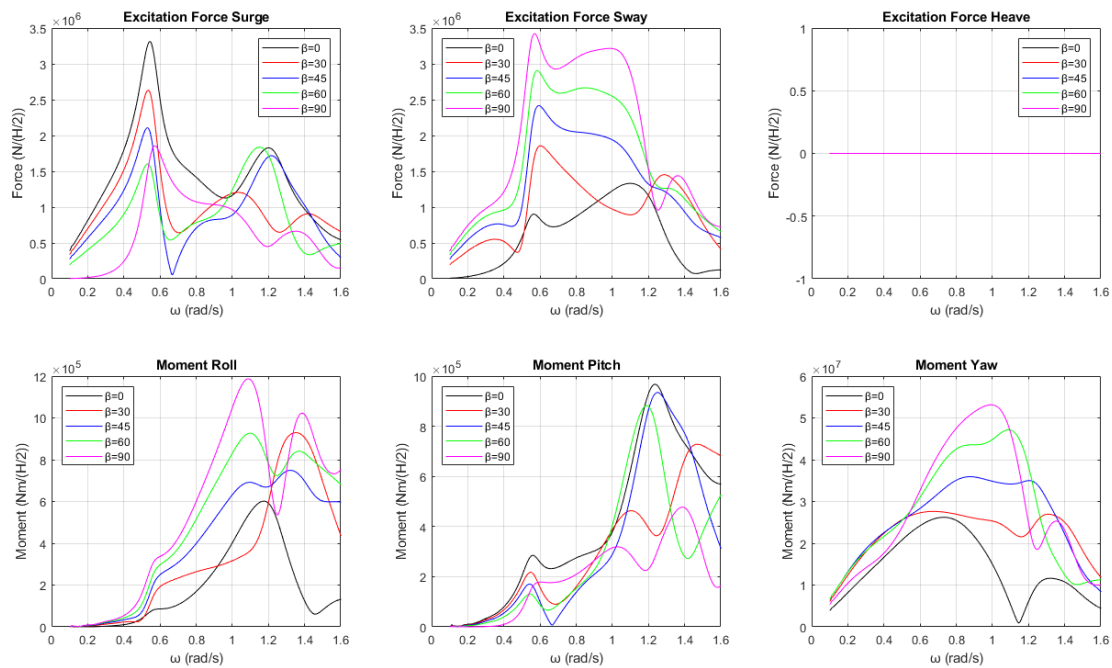 Excitation Force Surge
×10⁶
Force (N/(H/2))
3.5
3
2.5
2
1.5
1
0.5
0
β=0
β=30
β=45
β=60
β=90
0 0.2 0.4 0.6 0.8 1 1.2 1.4 1.6
ω (rad/s)
Excitation Force Sway
×10⁶
Force (N/(H/2))
3.5
3
2.5
2
1.5
1
0.5
0
β=0
β=30
β=45
β=60
β=90
0 0.2 0.4 0.6 0.8 1 1.2 1.4 1.6
ω (rad/s)
Excitation Force Heave
Force (N/(H/2))
1
0.5
0
-0.5
-1
β=0
β=30
β=45
β=60
β=90
0 0.2 0.4 0.6 0.8 1 1.2 1.4 1.6
ω (rad/s)
Moment Roll
×10⁵
Moment (Nm/(H/2))
12
10
8
6
4
2
0
β=0
β=30
β=45
β=60
β=90
0 0.2 0.4 0.6 0.8 1 1.2 1.4 1.6
ω (rad/s)
Moment Pitch
×10⁵
Moment (Nm/(H/2))
10
8
6
4
2
0
β=0
β=30
β=45
β=60
β=90
0 0.2 0.4 0.6 0.8 1 1.2 1.4 1.6
ω (rad/s)
Moment Yaw
×10⁷
Moment (Nm/(H/2))
6
5
4
3
2
1
0
β=0
β=30
β=45
β=60
β=90
0 0.2 0.4 0.6 0.8 1 1.2 1.4 1.6
ω (rad/s)